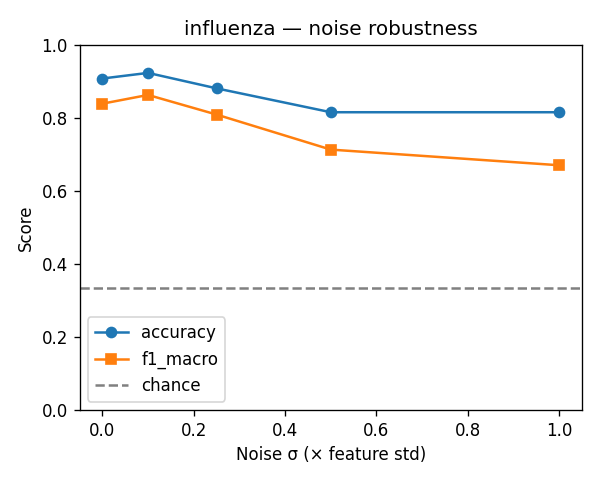 influenza — noise robustness
1.0
0.8
0.6
0.4
0.2
0.0
Score
accuracy
f1_macro
chance
0.0 0.2 0.4 0.6 0.8 1.0
Noise σ (× feature std)